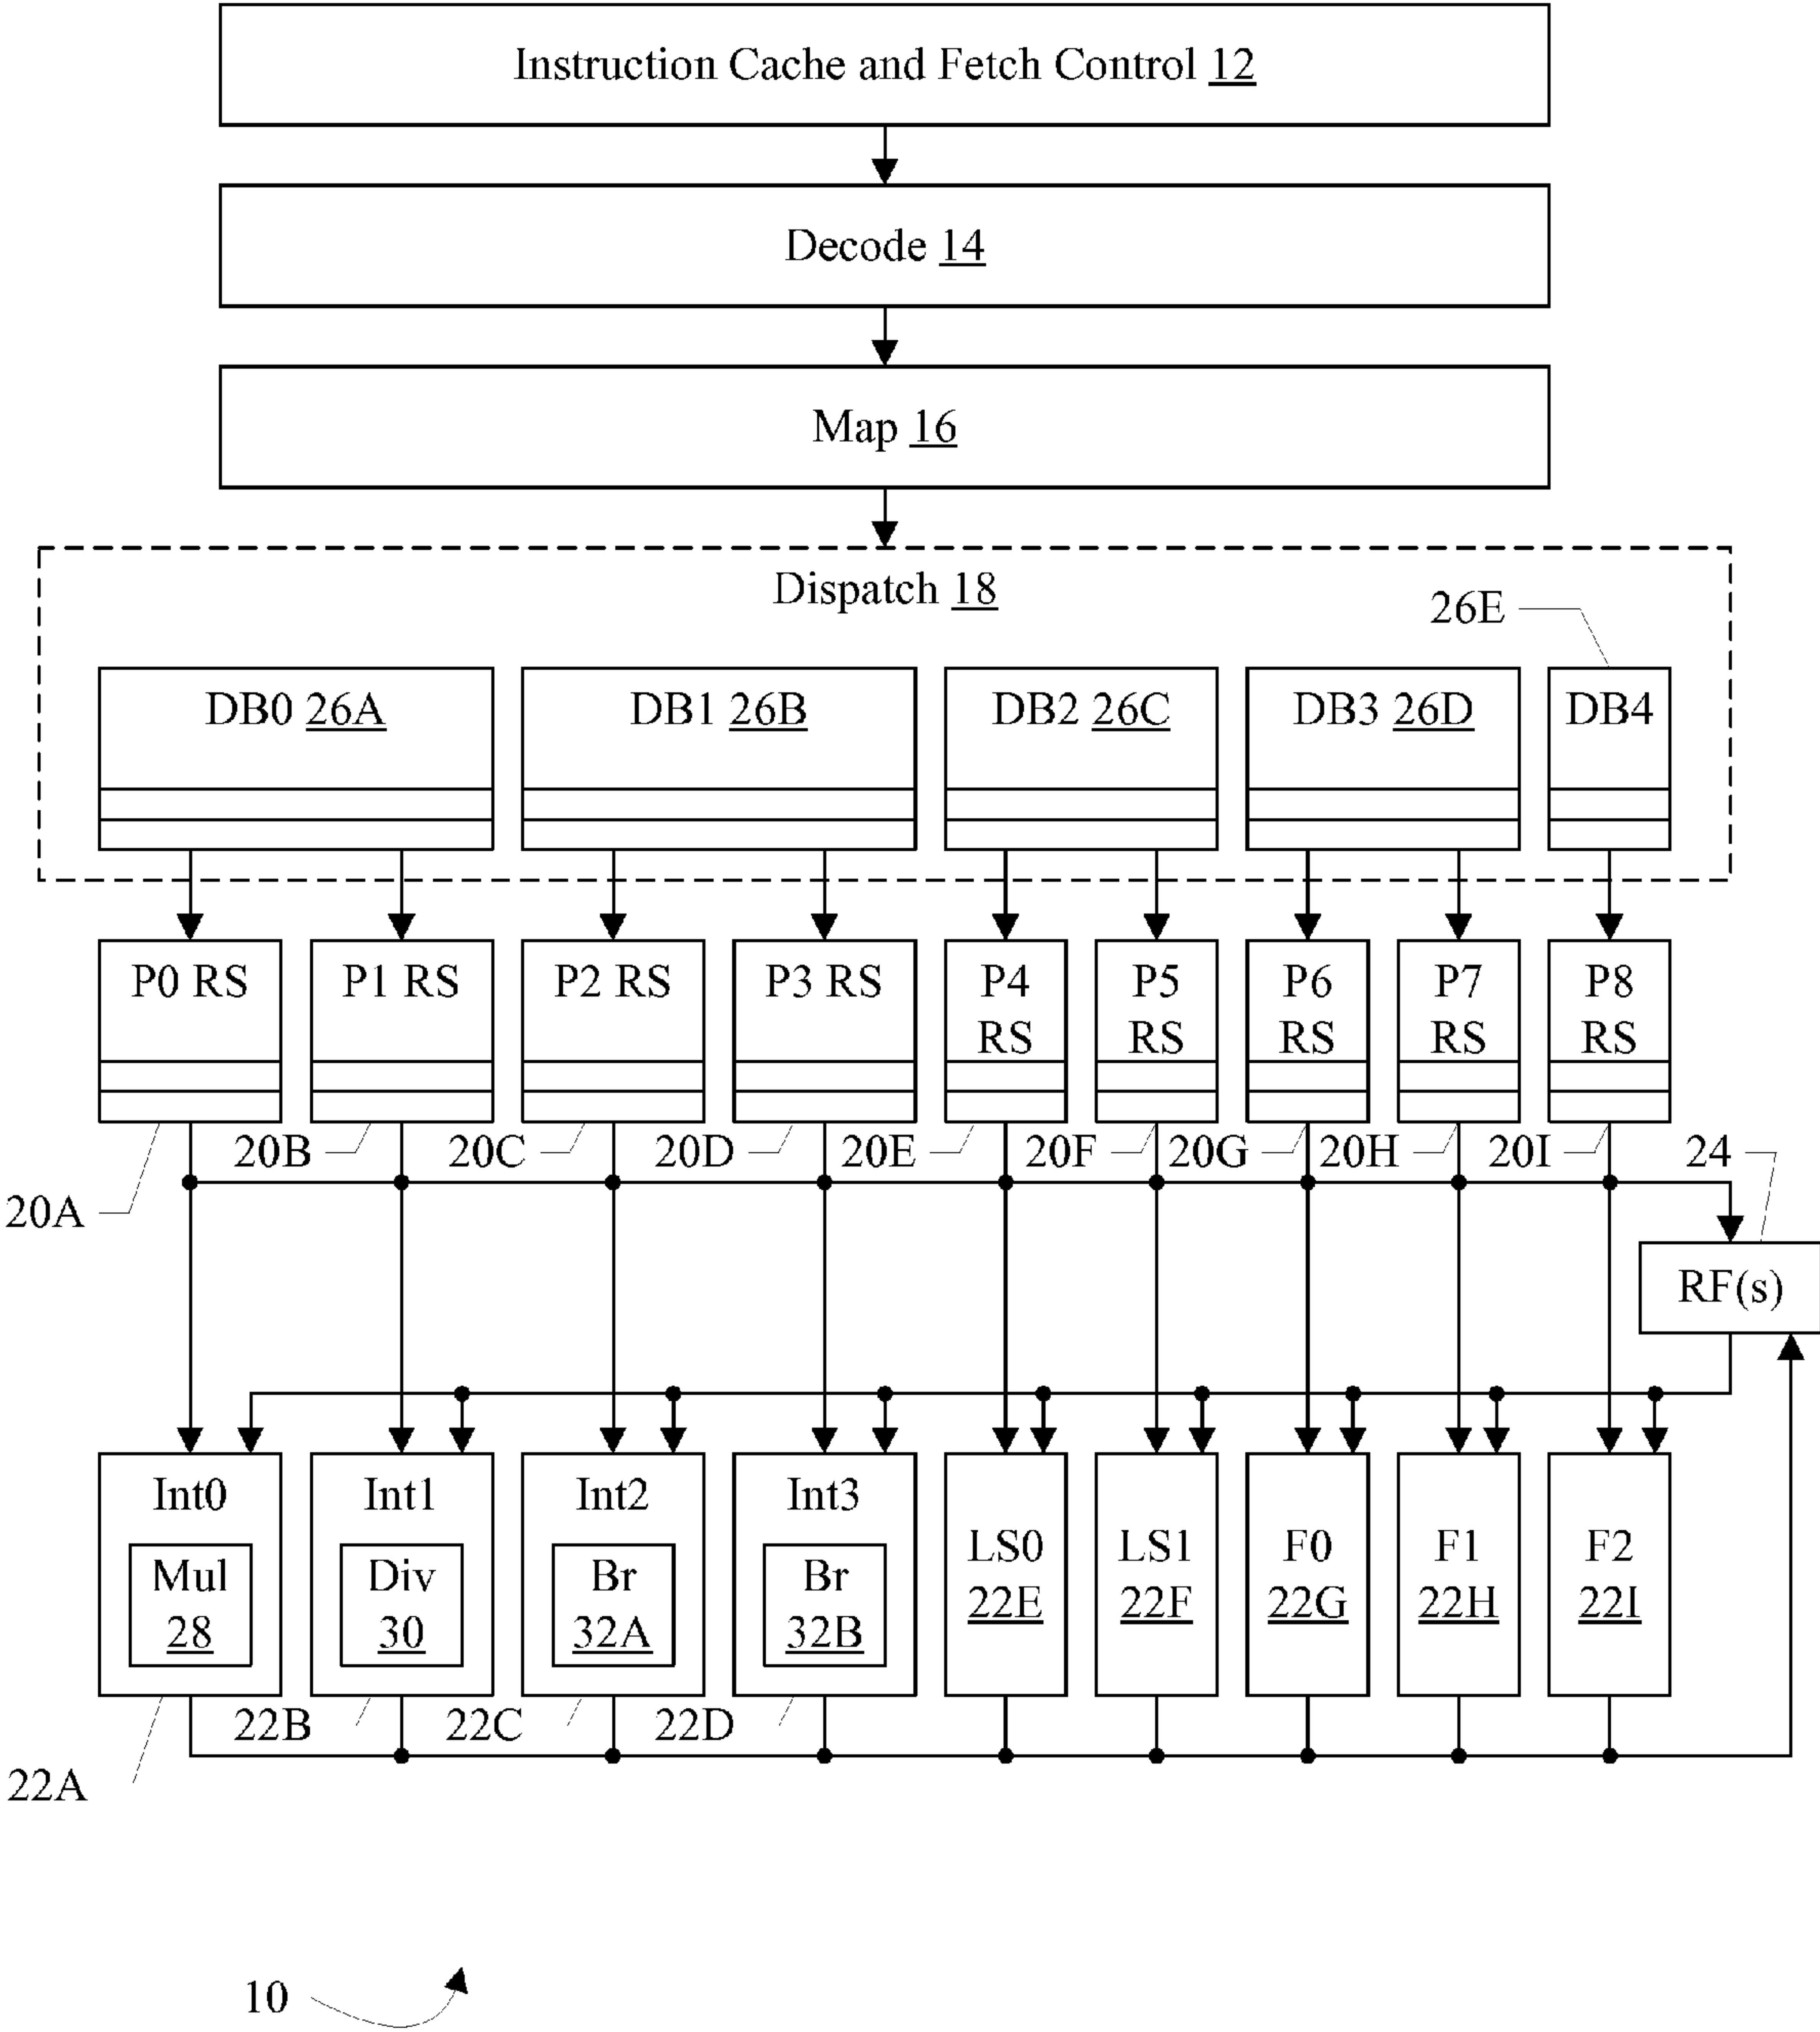 Instruction Cache and Fetch Control 12
Decode 14
Map 16
Dispatch 18
26E
DB0 26A
DB1 26B
DB2 26C
DB3 26D
DB4
P0 RS
P1 RS
P2 RS
P3 RS
P4
RS
P5
RS
P6
RS
P7
RS
P8
RS
20A
20B
20C
20D
20E
20F
20G
20H
20I
24
RF(s)
Int0
Mul
28
Int1
Div
30
Int2
Br
32A
Int3
Br
32B
LS0
22E
LS1
22F
F0
22G
F1
22H
F2
22I
22A
22B
22C
22D
10